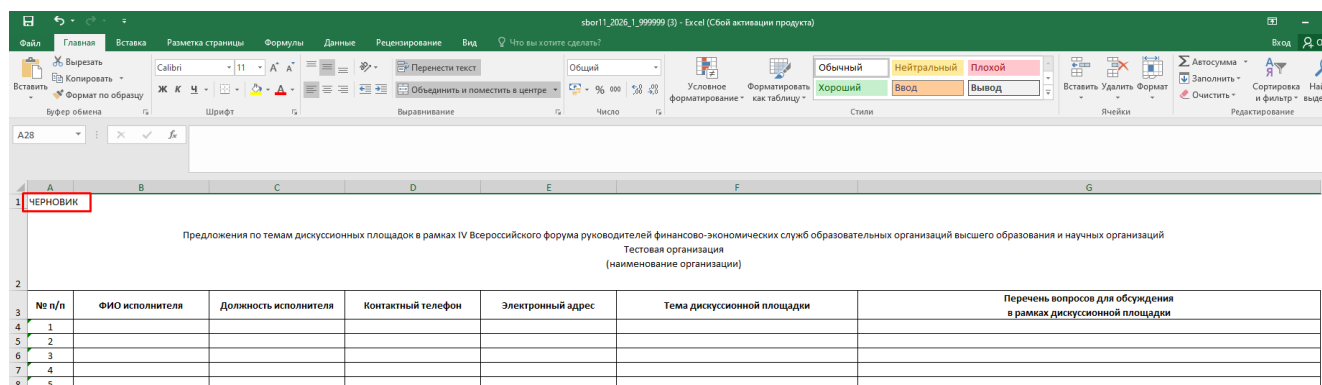 sbor11_2026_1_999999 (3) - Excel (Сбой активации продукта)
Файл Главная Вставка Разметка страницы Формулы Данные Рецензирование Вид Что вы хотите сделать? Вход
Вставить
Вырезать
Копировать
Формат по образцу
Буфер обмена
Calibri 11
Ж К Ч
Шрифт
Перенести текст
Объединить и поместить в центре
Выравнивание
Общий
% 000
Число
Условное форматирование
Форматировать как таблицу
Обычный Нейтральный Плохой
Хороший Ввод Вывод
Стили
Вставить Удалить Формат
Ячейки
Автосумма
Заполнить
Очистить
Сортировка и фильтр
Редактирование
A28 fx
A B C D E F G
1 ЧЕРНОВИК
Предложения по темам дискуссионных площадок в рамках IV Всероссийского форума руководителей финансово-экономических служб образовательных организаций высшего образования и научных организаций
Тестовая организация
(наименование организации)
2
3 № п/п ФИО исполнителя Должность исполнителя Контактный телефон Электронный адрес Тема дискуссионной площадки Перечень вопросов для обсуждения
в рамках дискуссионной площадки
4 1
5 2
6 3
7 4
8 5